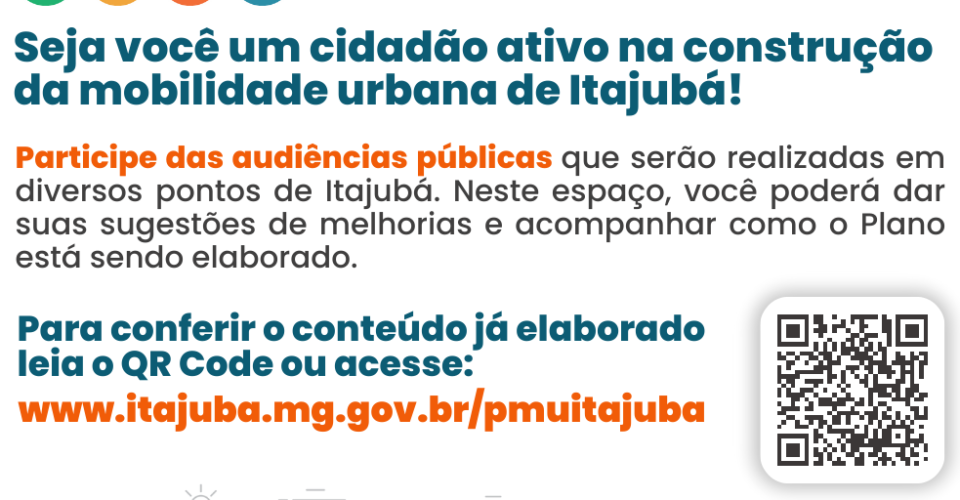 Seja você um cidadão ativo na construção
da mobilidade urbana de Itajubá!
Participe das audiências públicas que serão realizadas em
diversos pontos de Itajubá. Neste espaço, você poderá dar
suas sugestões de melhorias e acompanhar como o Plano
está sendo elaborado.
Para conferir o conteúdo já elaborado
leia o QR Code ou acesse:
www.itajuba.mg.gov.br/pmuitajuba